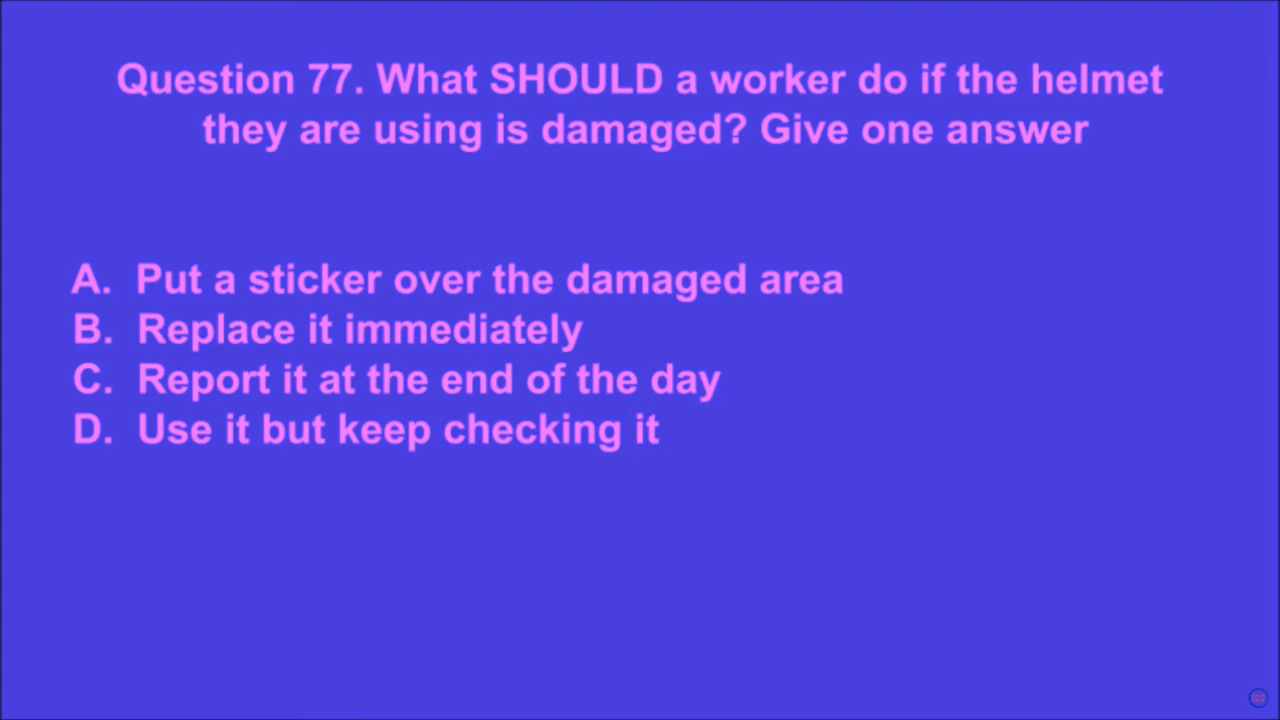 Question 77. What SHOULD a worker do if the helmet
they are using is damaged? Give one answer
A. Put a sticker over the damaged area
B. Replace it immediately
C. Report it at the end of the day
D. Use it but keep checking it